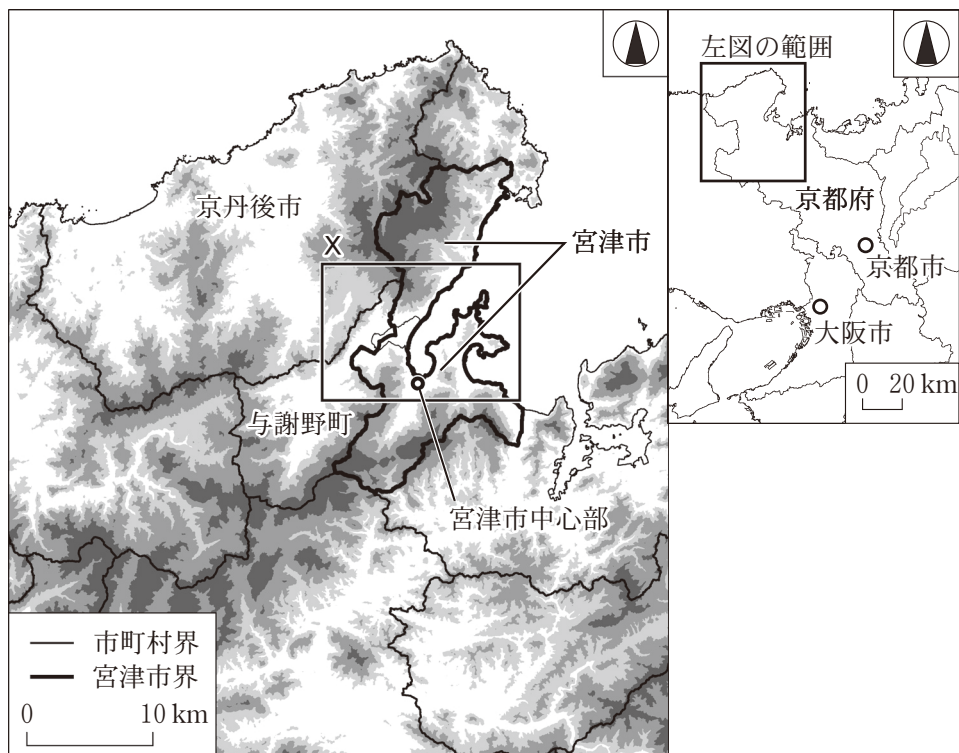 京丹後市
X
宮津市
与謝野町
宮津市中心部
市町村界
宮津市界
0 10 km
左図の範囲
京都府
京都市
大阪市
0 20 km